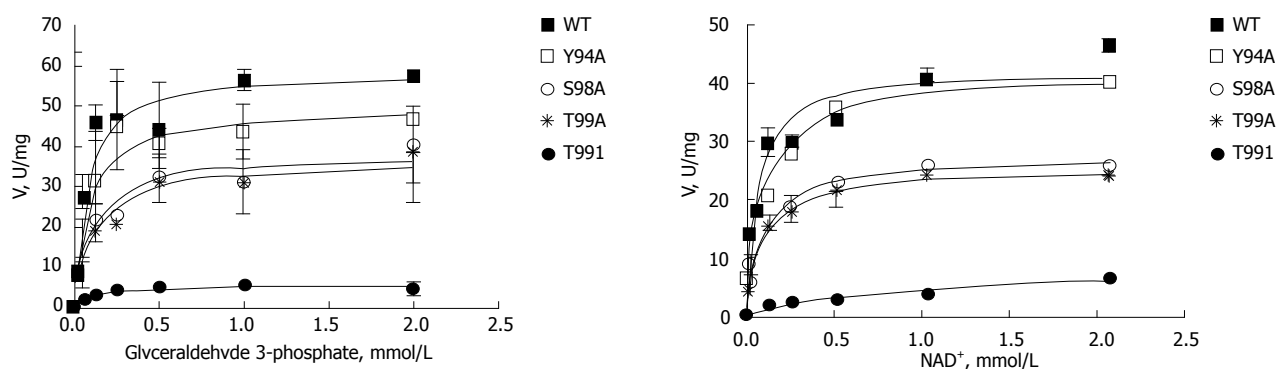 70
60
50
40
30
20
10
0
V, U/mg
0.0 0.5 1.0 1.5 2.0 2.5
Glvceraldehvde 3-phosphate, mmol/L
WT
Y94A
S98A
T99A
T991
50
40
30
20
10
0
V, U/mg
0.0 0.5 1.0 1.5 2.0 2.5
NAD⁺, mmol/L
WT
Y94A
S98A
T99A
T991